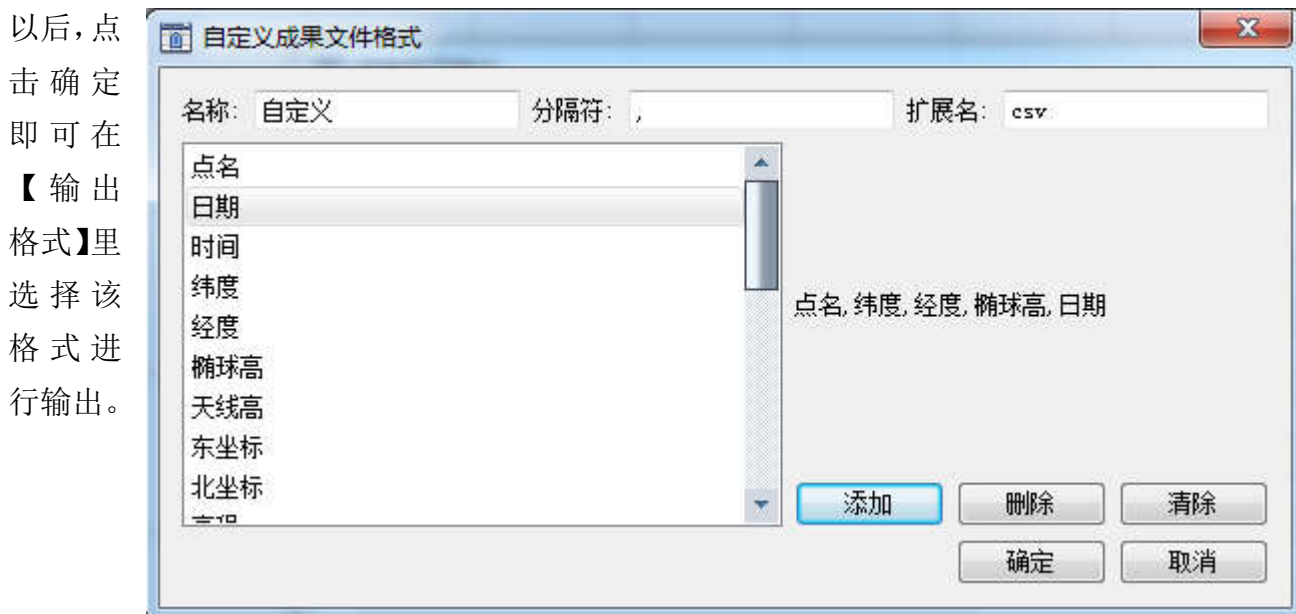 以后，点
击确定
即可在
【输出
格式】里
选择该
格式进
行输出。
自定义成果文件格式
名称: 自定义 分隔符: , 扩展名: csv
点名
日期
时间
纬度
经度
椭球高
天线高
东坐标
北坐标
点名, 纬度, 经度, 椭球高, 日期
添加 删除 清除
确定 取消